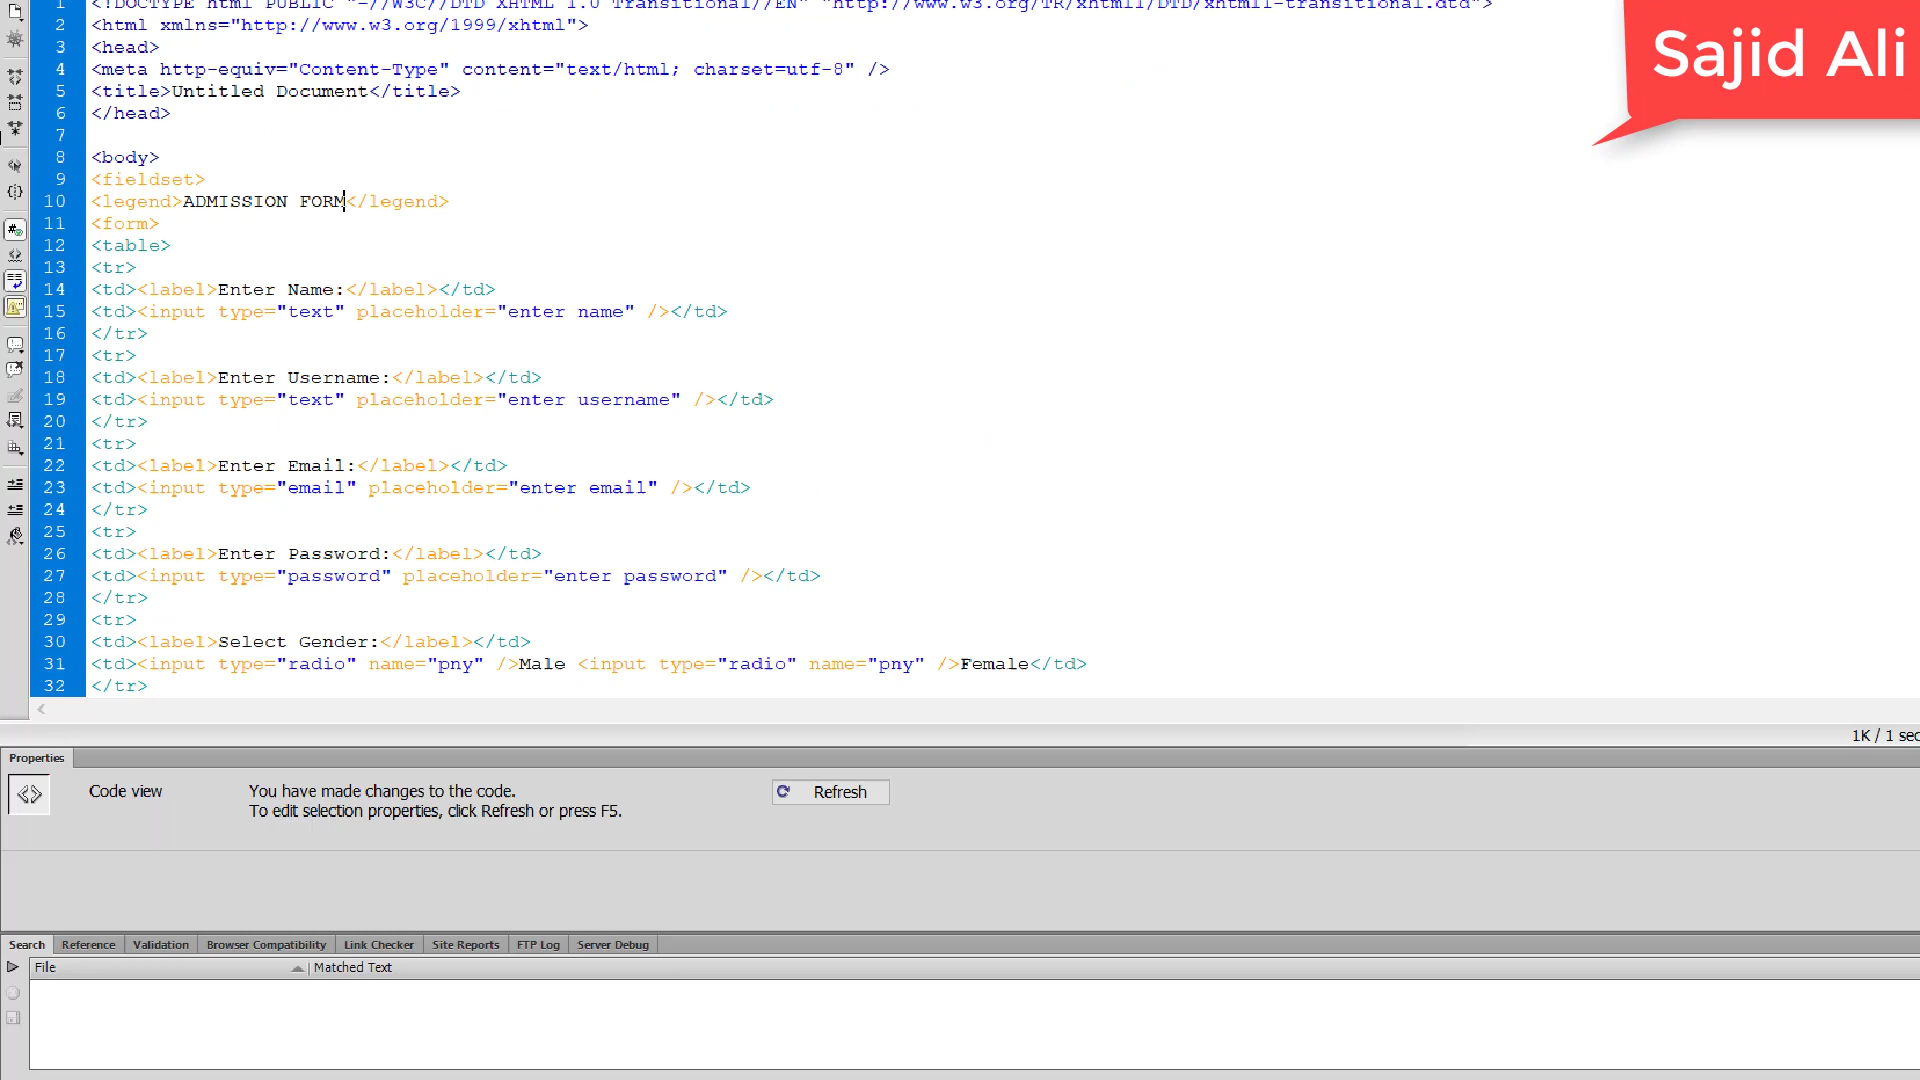 1 <!DOCTYPE html PUBLIC "-//W3C//DTD XHTML 1.0 Transitional//EN" "http://www.w3.org/TR/xhtml1/DTD/xhtml1-transitional.dtd">
2 <html xmlns="http://www.w3.org/1999/xhtml">
3 <head>
4 <meta http-equiv="Content-Type" content="text/html; charset=utf-8" />
5 <title>Untitled Document</title>
6 </head>
7
8 <body>
9 <fieldset>
10 <legend>ADMISSION FORM</legend>
11 <form>
12 <table>
13 <tr>
14 <td><label>Enter Name:</label></td>
15 <td><input type="text" placeholder="enter name" /></td>
16 </tr>
17 <tr>
18 <td><label>Enter Username:</label></td>
19 <td><input type="text" placeholder="enter username" /></td>
20 </tr>
21 <tr>
22 <td><label>Enter Email:</label></td>
23 <td><input type="email" placeholder="enter email" /></td>
24 </tr>
25 <tr>
26 <td><label>Enter Password:</label></td>
27 <td><input type="password" placeholder="enter password" /></td>
28 </tr>
29 <tr>
30 <td><label>Select Gender:</label></td>
31 <td><input type="radio" name="pny" />Male <input type="radio" name="pny" />Female</td>
32 </tr>
Sajid Ali
1K / 1 sec
Properties
Code view
You have made changes to the code.
To edit selection properties, click Refresh or press F5.
Refresh
Search Reference Validation Browser Compatibility Link Checker Site Reports FTP Log Server Debug
File Matched Text